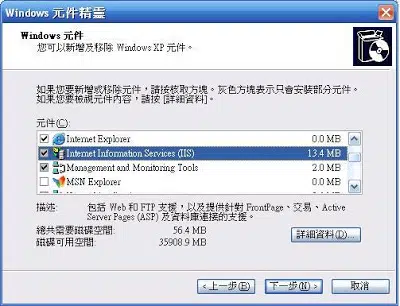 Windows 元件精靈
Windows 元件
您可以新增及移除 Windows XP 元件。
如果您要新增或移除元件，請按核取方塊。灰色方塊表示只會安裝部分元件。
如果您要檢視元件內容，請按 [詳細資料]。
元件(C):
Internet Explorer 0.0 MB
Internet Information Services (IIS) 13.4 MB
Management and Monitoring Tools 2.0 MB
MSN Explorer 0.0 MB
描述: 包括 Web 和 FTP 支援，以及提供針對 FrontPage、交易、Active
Server Pages (ASP) 及資料庫連接的支援。
總共需要磁碟空間: 56.4 MB
磁碟可用空間: 35908.9 MB
詳細資料(D)...
< 上一步(B) 下一步(N) > 取消